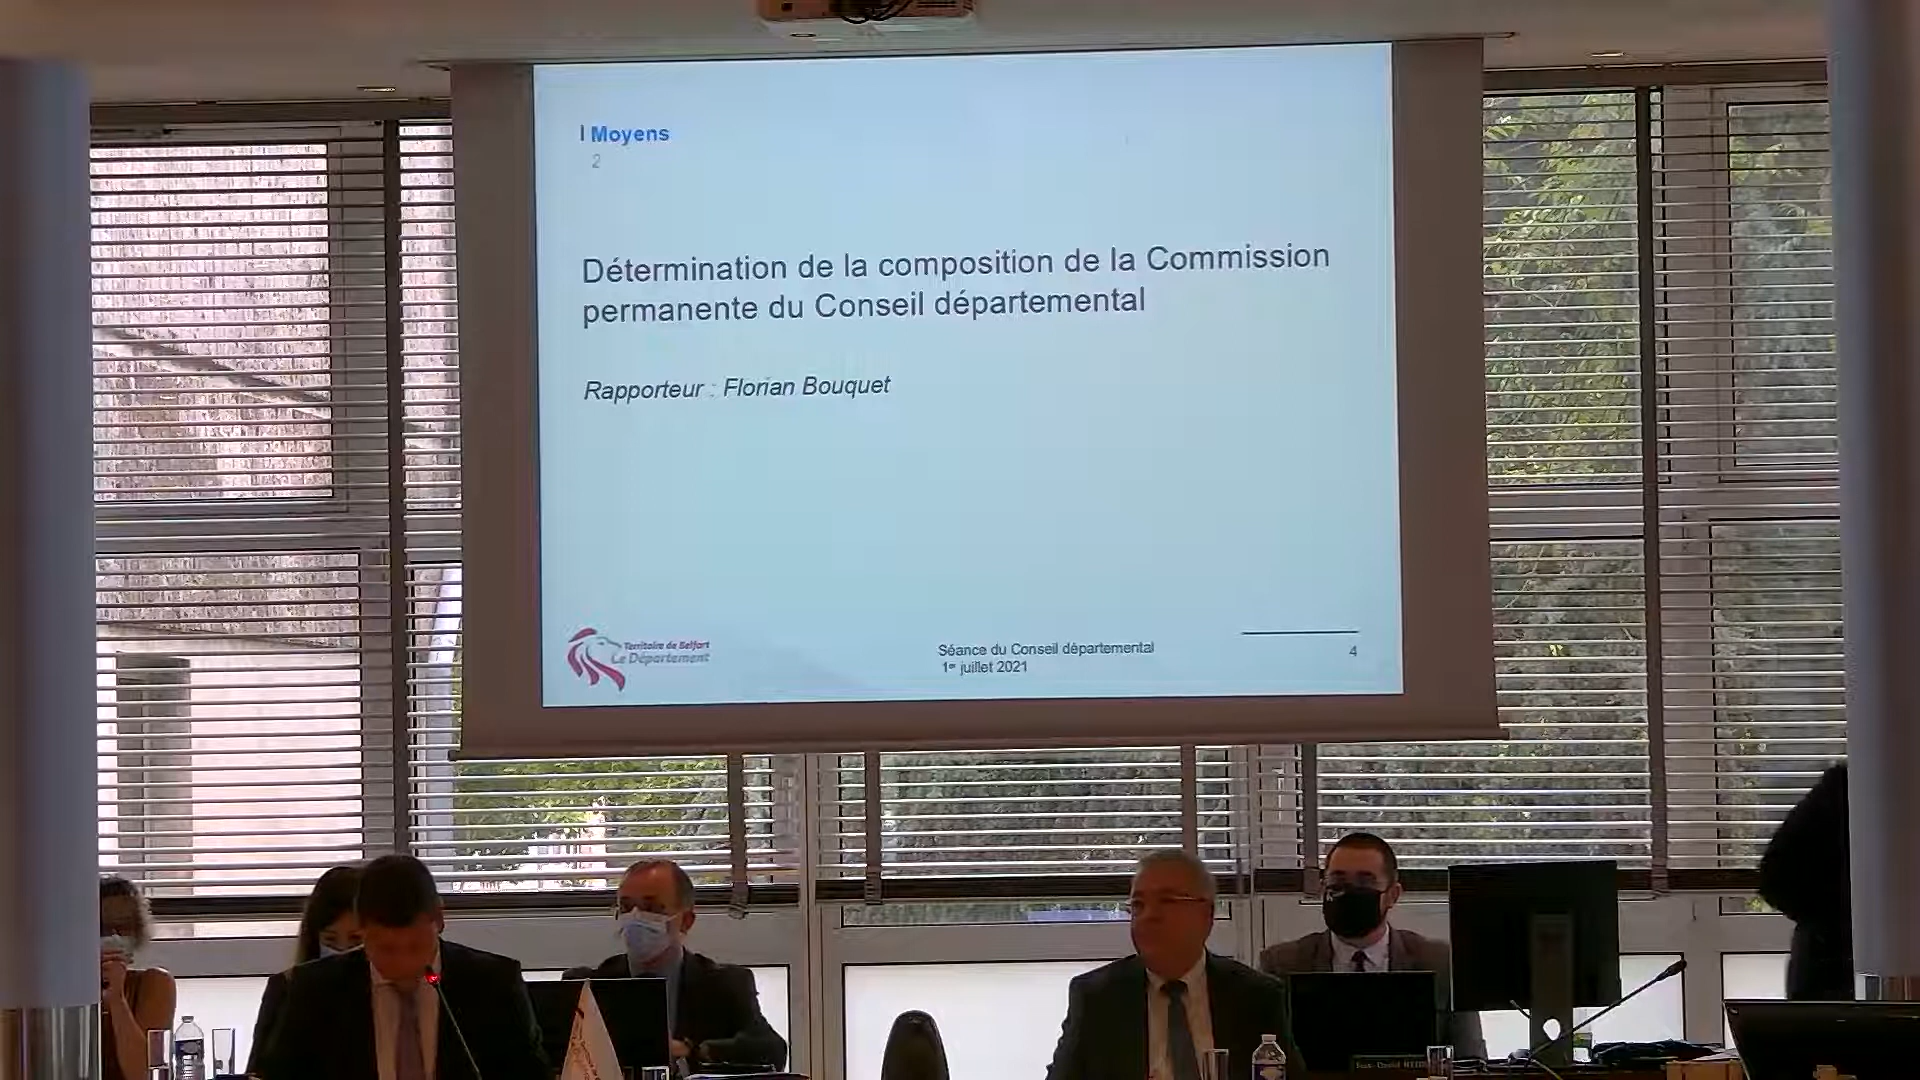 I Moyens
2
Détermination de la composition de la Commission
permanente du Conseil départemental
Rapporteur : Florian Bouquet
Territoire de Belfort
Le Département
Séance du Conseil départemental
1er juillet 2021
4